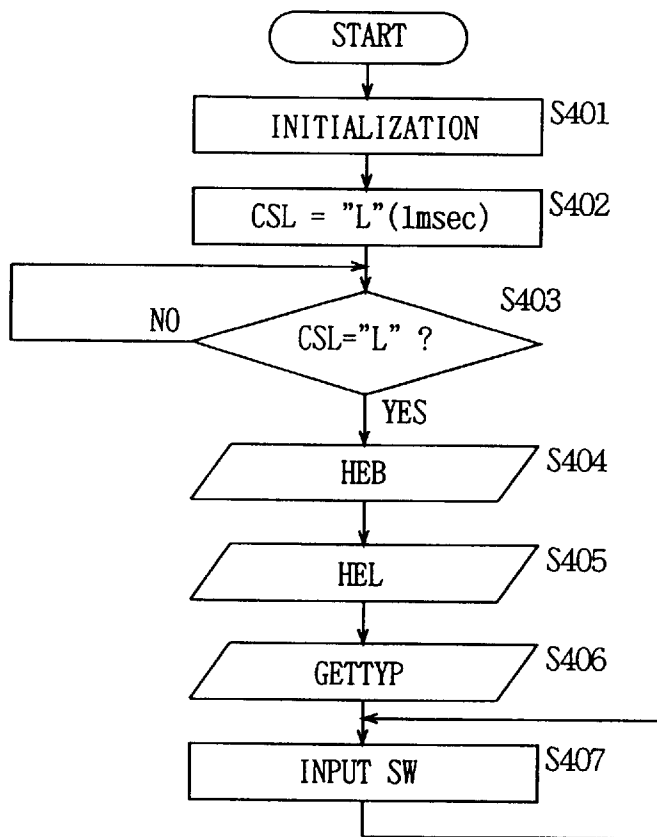 START
INITIALIZATION
S401
CSL = "L"(1msec)
S402
S403
NO
CSL="L" ?
YES
HEB
S404
HEL
S405
GETTYP
S406
INPUT SW
S407